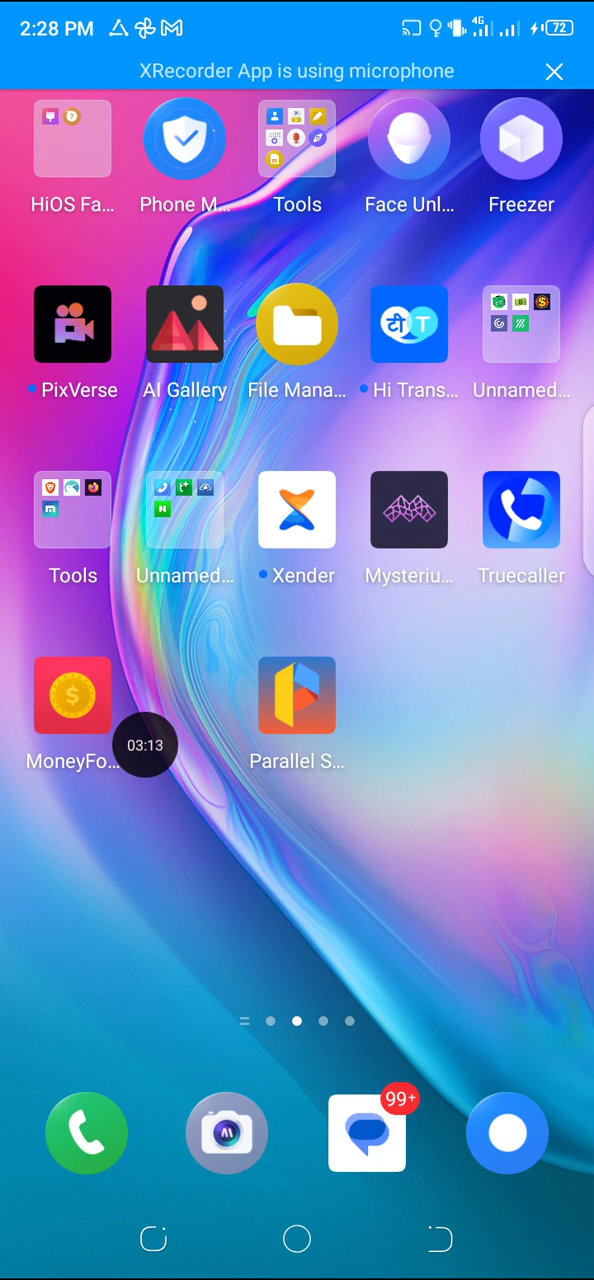 2:28 PM
4G
72
XRecorder App is using microphone
HiOS Fa...
Phone M...
Tools
Face Unl...
Freezer
टी T
PixVerse
AI Gallery
File Mana...
Hi Trans...
Unnamed...
Tools
Unnamed...
Xender
Mysteriu...
Truecaller
$
03:13
MoneyFo...
Parallel S...
99+